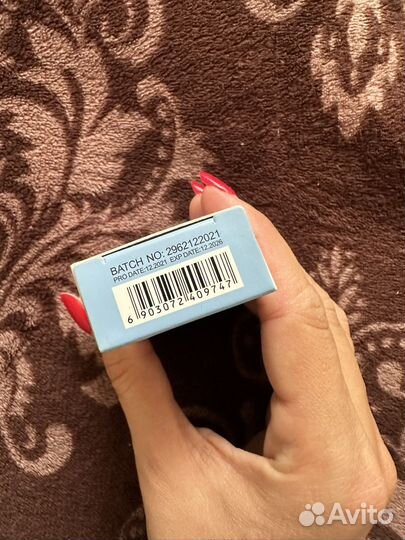 BATCH NO: 2962122021
PRO DATE:12.2021 EXP DATE:12.2026
6 903072 409747
Avito